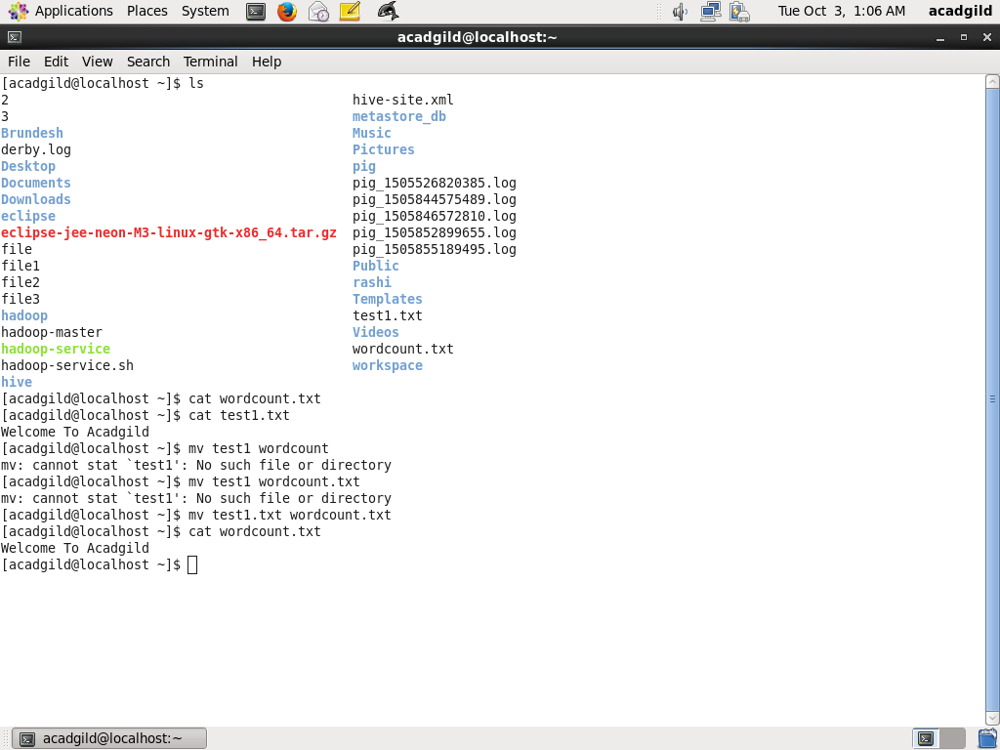 Applications Places System Tue Oct 3, 1:06 AM acadgild
acadgild@localhost:~
File Edit View Search Terminal Help
[acadgild@localhost ~]$ ls
2 hive-site.xml
3 metastore_db
Brundesh Music
derby.log Pictures
Desktop pig
Documents pig_1505526820385.log
Downloads pig_1505844575489.log
eclipse pig_1505846572810.log
eclipse-jee-neon-M3-linux-gtk-x86_64.tar.gz pig_1505852899655.log
file pig_1505855189495.log
file1 Public
file2 rashi
file3 Templates
hadoop test1.txt
hadoop-master Videos
hadoop-service wordcount.txt
hadoop-service.sh workspace
hive
[acadgild@localhost ~]$ cat wordcount.txt
[acadgild@localhost ~]$ cat test1.txt
Welcome To Acadgild
[acadgild@localhost ~]$ mv test1 wordcount
mv: cannot stat `test1': No such file or directory
[acadgild@localhost ~]$ mv test1 wordcount.txt
mv: cannot stat `test1': No such file or directory
[acadgild@localhost ~]$ mv test1.txt wordcount.txt
[acadgild@localhost ~]$ cat wordcount.txt
Welcome To Acadgild
[acadgild@localhost ~]$
acadgild@localhost:~